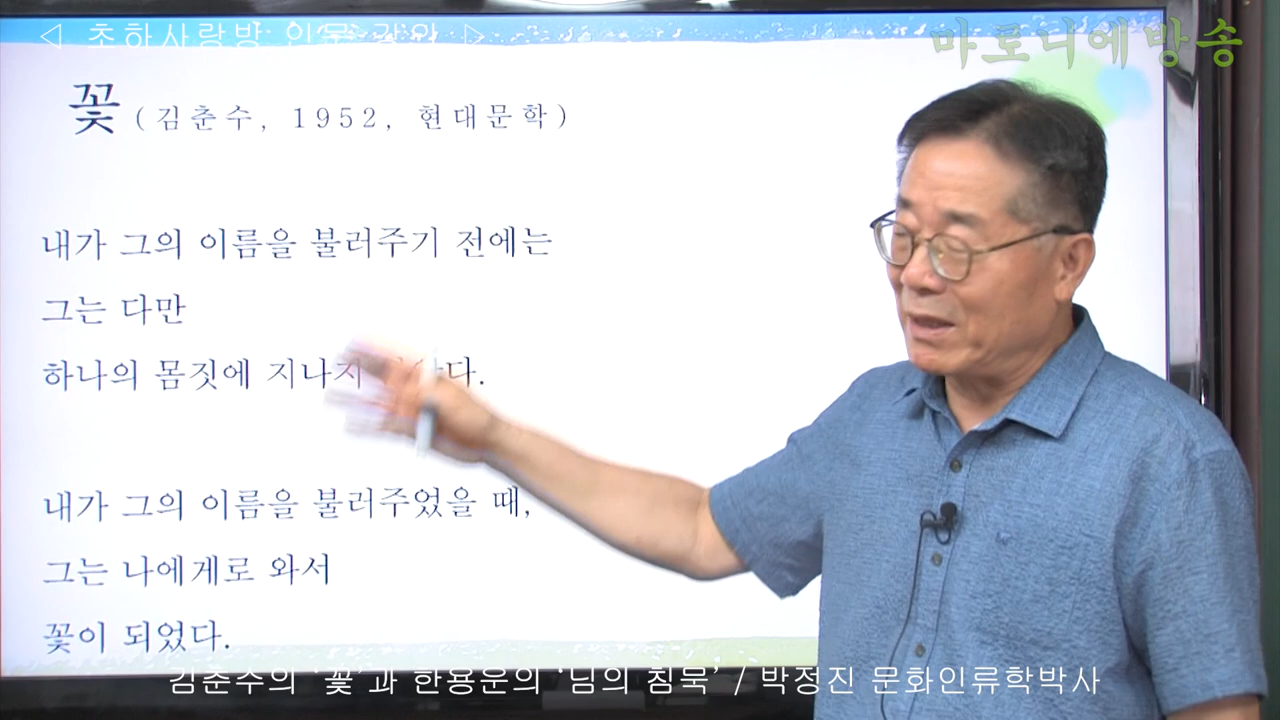 ◁ 초하사랑방 인문 강의 ▷
마로니에방송
꽃 (김춘수, 1952, 현대문학)
내가 그의 이름을 불러주기 전에는
그는 다만
하나의 몸짓에 지나지 다.
내가 그의 이름을 불러주었을 때,
그는 나에게로 와서
꽃이 되었다.
김춘수의 '꽃'과 한용운의 '님의 침묵' / 박정진 문화인류학박사